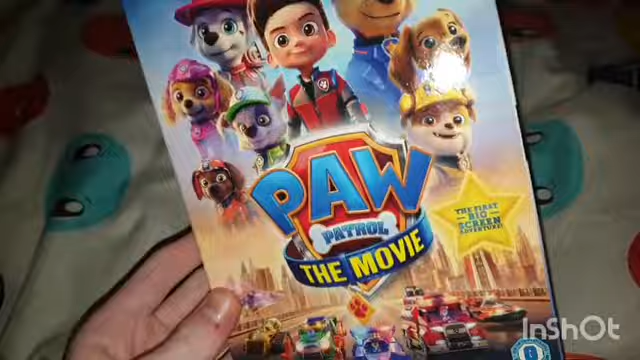 PAW
PATROL
THE MOVIE
THE FIRST
BIG
SCREEN
ADVENTURE!
U
InShOt